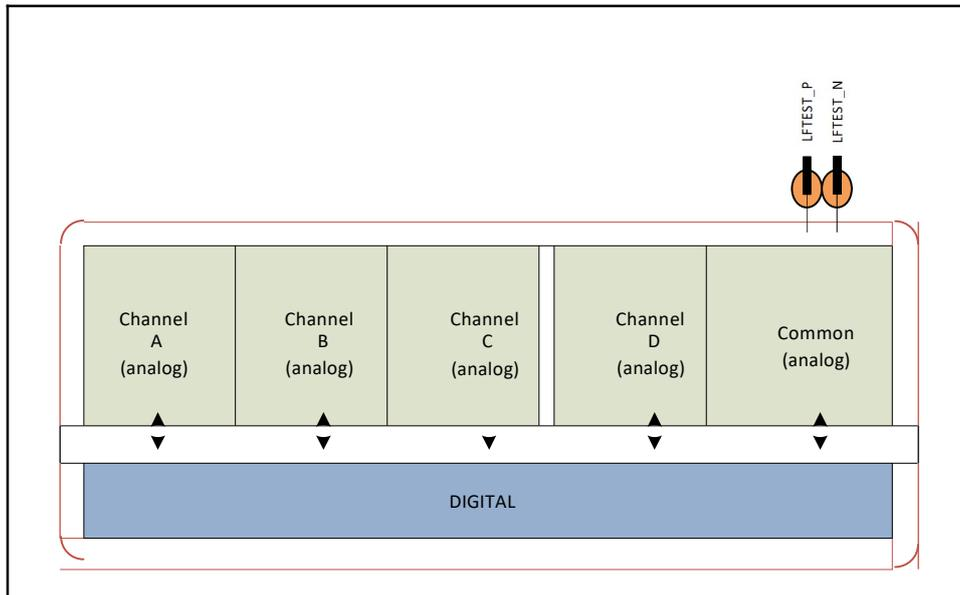 LFTEST_P
LFTEST_N
Channel
A
(analog)
Channel
B
(analog)
Channel
C
(analog)
Channel
D
(analog)
Common
(analog)
DIGITAL